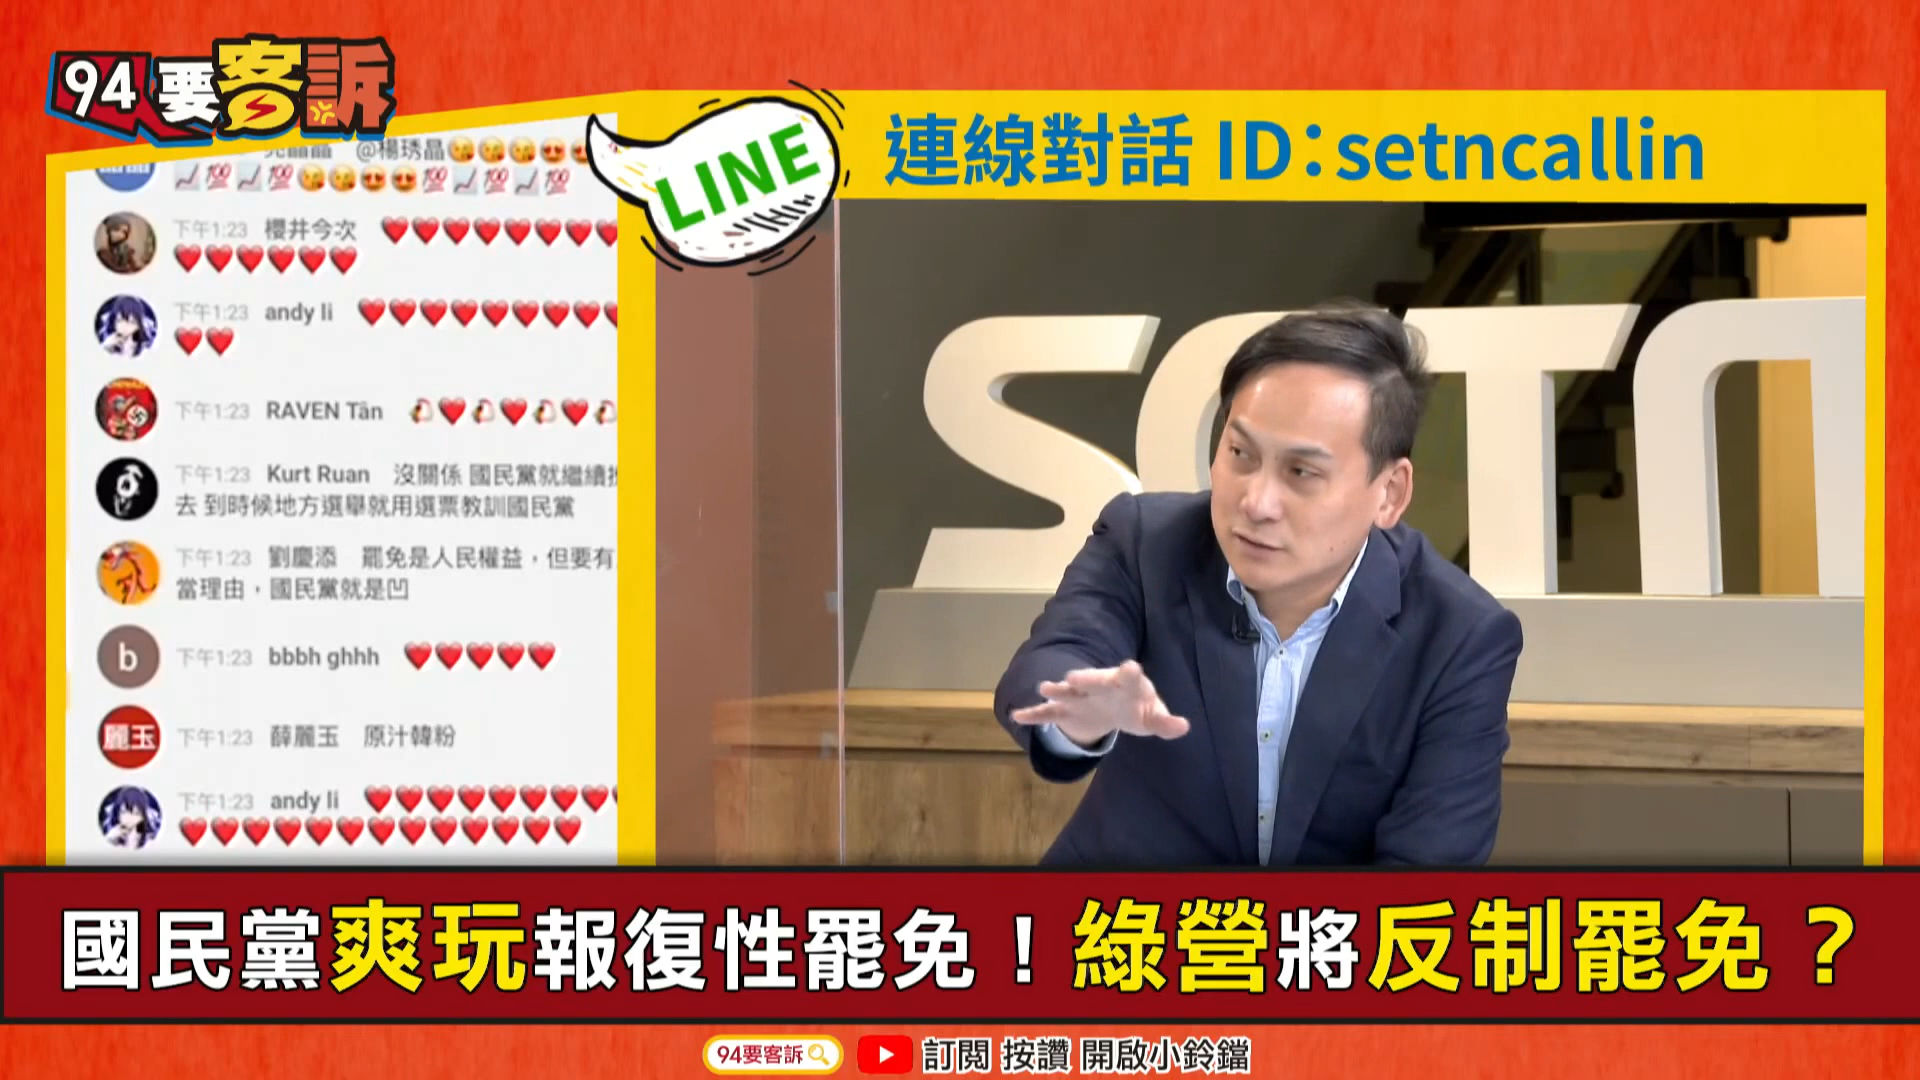 94要客訴
LINE
連線對話 ID：setncallin
@楊琇晶
下午1:23 櫻井今次
下午1:23 andy li
下午1:23 RAVEN Tân
下午1:23 Kurt Ruan 沒關係 國民黨就繼續
去 到時候地方選舉就用選票教訓國民黨
下午1:23 劉慶添 罷免是人民權益，但要有
當理由，國民黨就是凹
b
下午1:23 bbbh ghhh
麗玉
下午1:23 薛麗玉 原汁韓粉
下午1:23 andy li
SETN
國民黨爽玩報復性罷免！綠營將反制罷免？
94要客訴
訂閱 按讚 開啟小鈴鐺